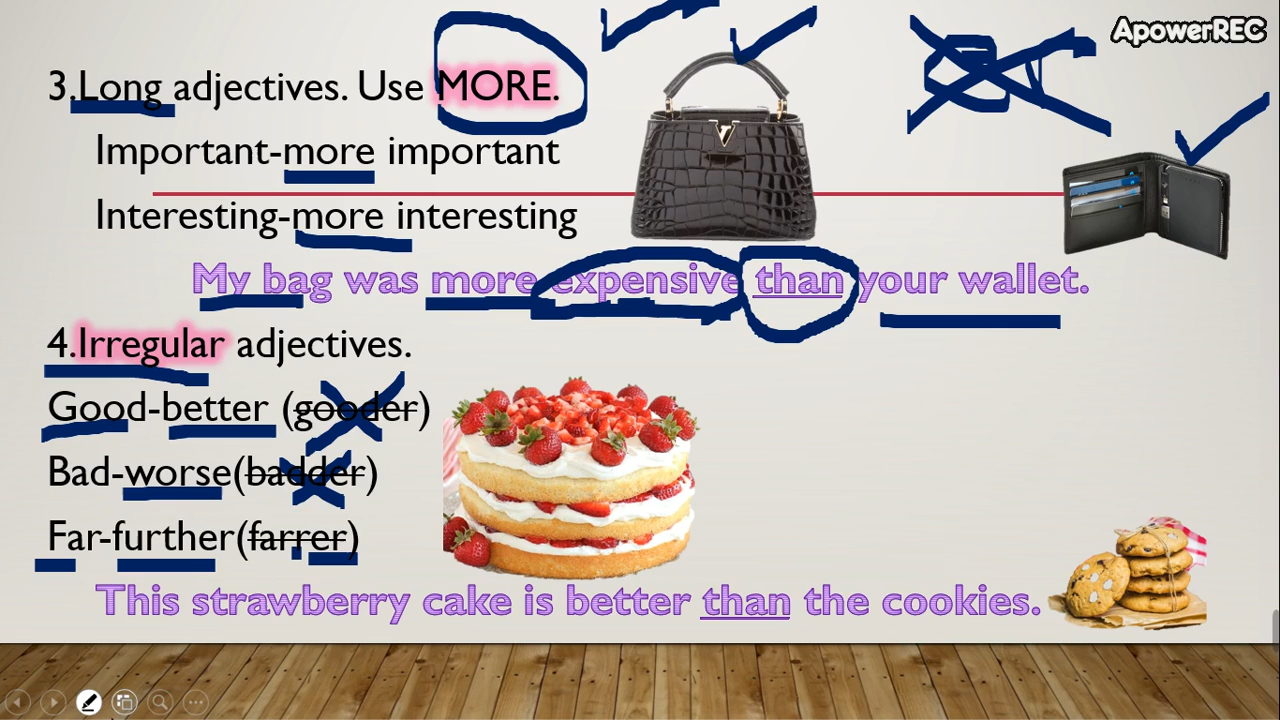 ApowerREC
3.Long adjectives. Use MORE.
Important-more important
Interesting-more interesting
My bag was more expensive than your wallet.
4.Irregular adjectives.
Good-better (gooder)
Bad-worse(badder)
Far-further(farrer)
This strawberry cake is better than the cookies.